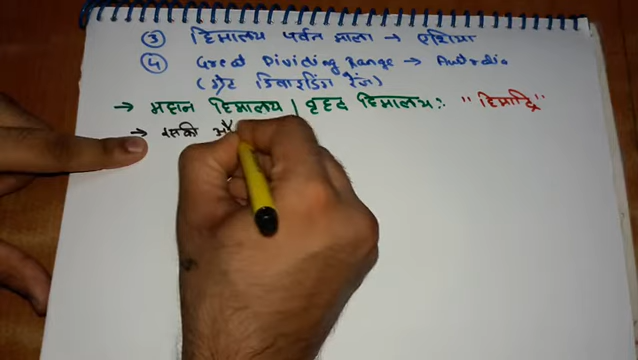 ③ हिमालय पर्वत माला → एशिया
④ Great Dividing Range → Australia
(ग्रेट डिवाइडिंग रेंज)
→ महान हिमालय | वृहद हिमालय :- "हिमाद्रि"
→ इसकी